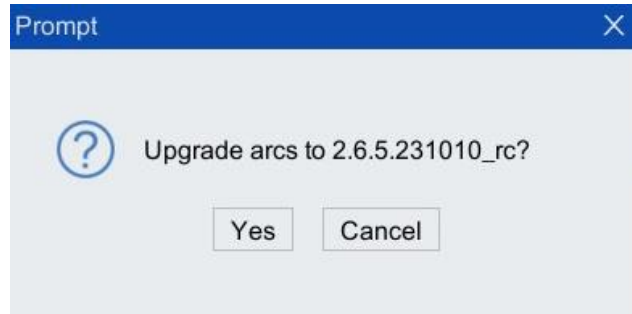 Prompt
Upgrade arcs to 2.6.5.231010_rc?
Yes Cancel